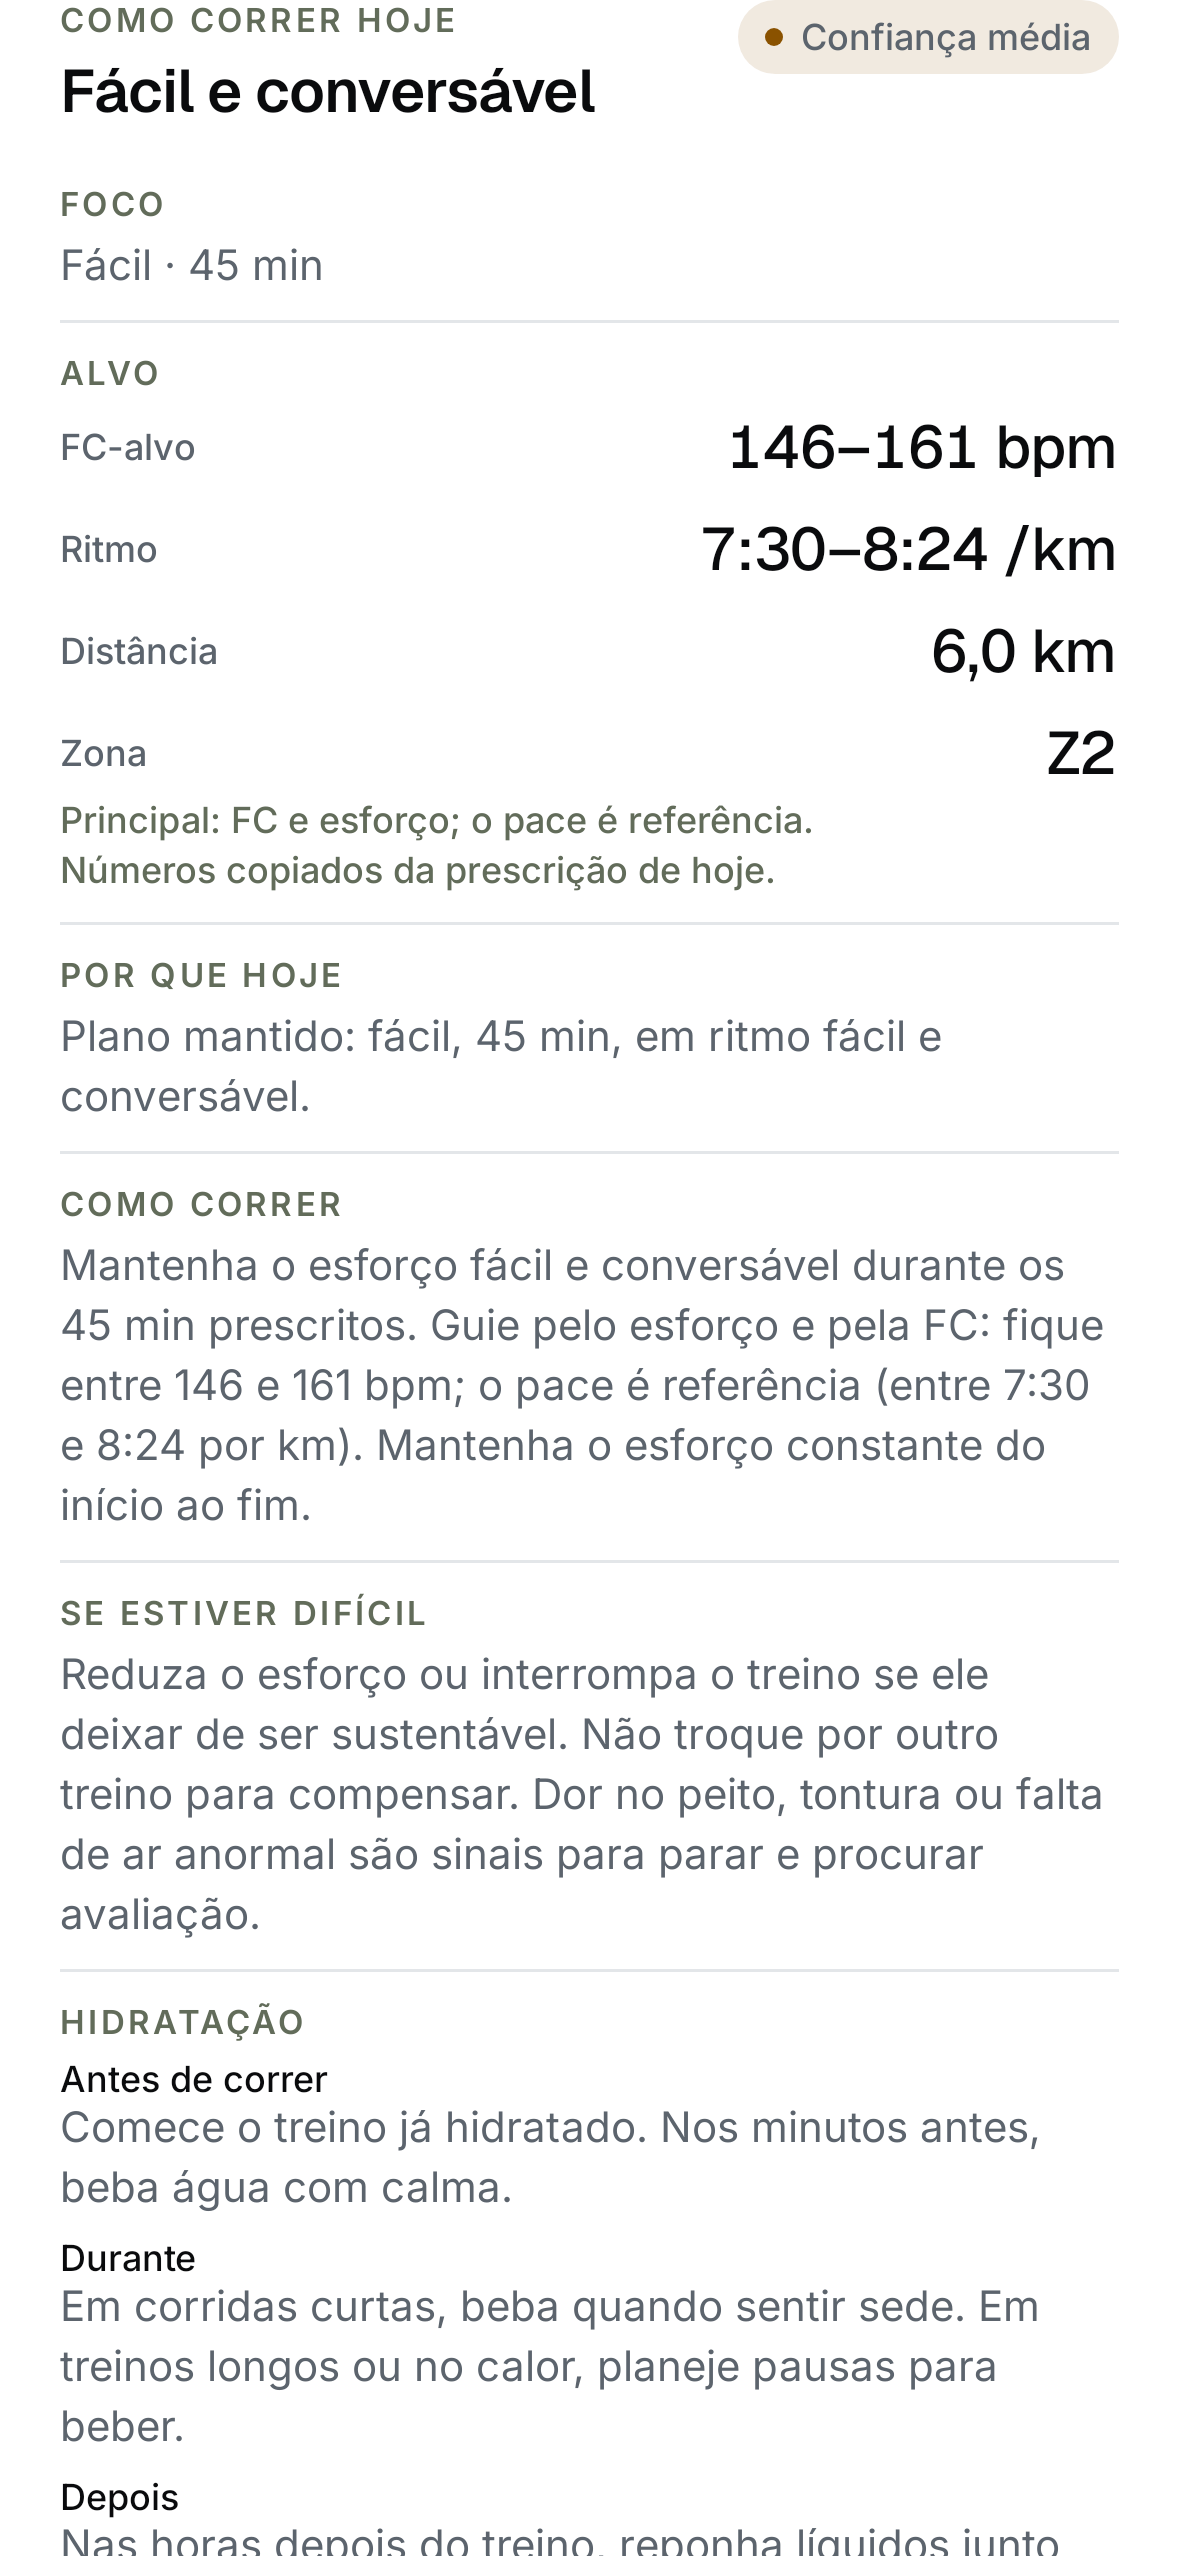 COMO CORRER HOJE
Confiança média
Fácil e conversável
FOCO
Fácil · 45 min
ALVO
FC-alvo 146–161 bpm
Ritmo 7:30–8:24 /km
Distância 6,0 km
Zona Z2
Principal: FC e esforço; o pace é referência.
Números copiados da prescrição de hoje.
POR QUE HOJE
Plano mantido: fácil, 45 min, em ritmo fácil e
conversável.
COMO CORRER
Mantenha o esforço fácil e conversável durante os
45 min prescritos. Guie pelo esforço e pela FC: fique
entre 146 e 161 bpm; o pace é referência (entre 7:30
e 8:24 por km). Mantenha o esforço constante do
início ao fim.
SE ESTIVER DIFÍCIL
Reduza o esforço ou interrompa o treino se ele
deixar de ser sustentável. Não troque por outro
treino para compensar. Dor no peito, tontura ou falta
de ar anormal são sinais para parar e procurar
avaliação.
HIDRATAÇÃO
Antes de correr
Comece o treino já hidratado. Nos minutos antes,
beba água com calma.
Durante
Em corridas curtas, beba quando sentir sede. Em
treinos longos ou no calor, planeje pausas para
beber.
Depois
Nas horas depois do treino, reponha líquidos junto